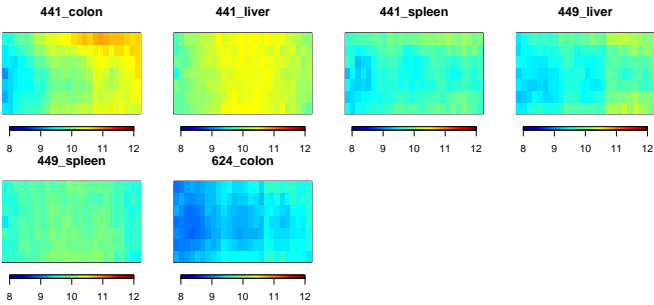 441_colon 441_liver 441_spleen 449_liver
8 9 10 11 12 8 9 10 11 12 8 9 10 11 12 8 9 10 11 12
449_spleen 624_colon
8 9 10 11 12 8 9 10 11 12